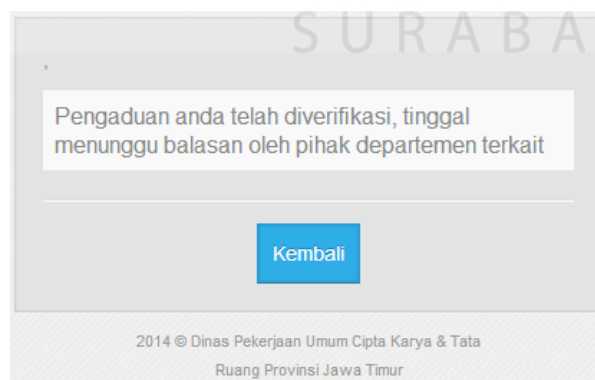 SURABA
,
Pengaduan anda telah diverifikasi, tinggal
menunggu balasan oleh pihak departemen terkait
Kembali
2014 © Dinas Pekerjaan Umum Cipta Karya & Tata
Ruang Provinsi Jawa Timur